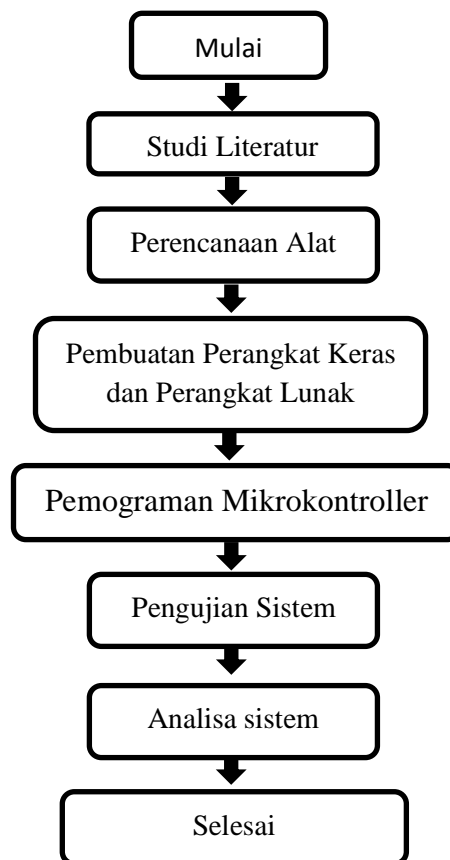 Mulai
Studi Literatur
Perencanaan Alat
Pembuatan Perangkat Keras
dan Perangkat Lunak
Pemograman Mikrokontroller
Pengujian Sistem
Analisa sistem
Selesai